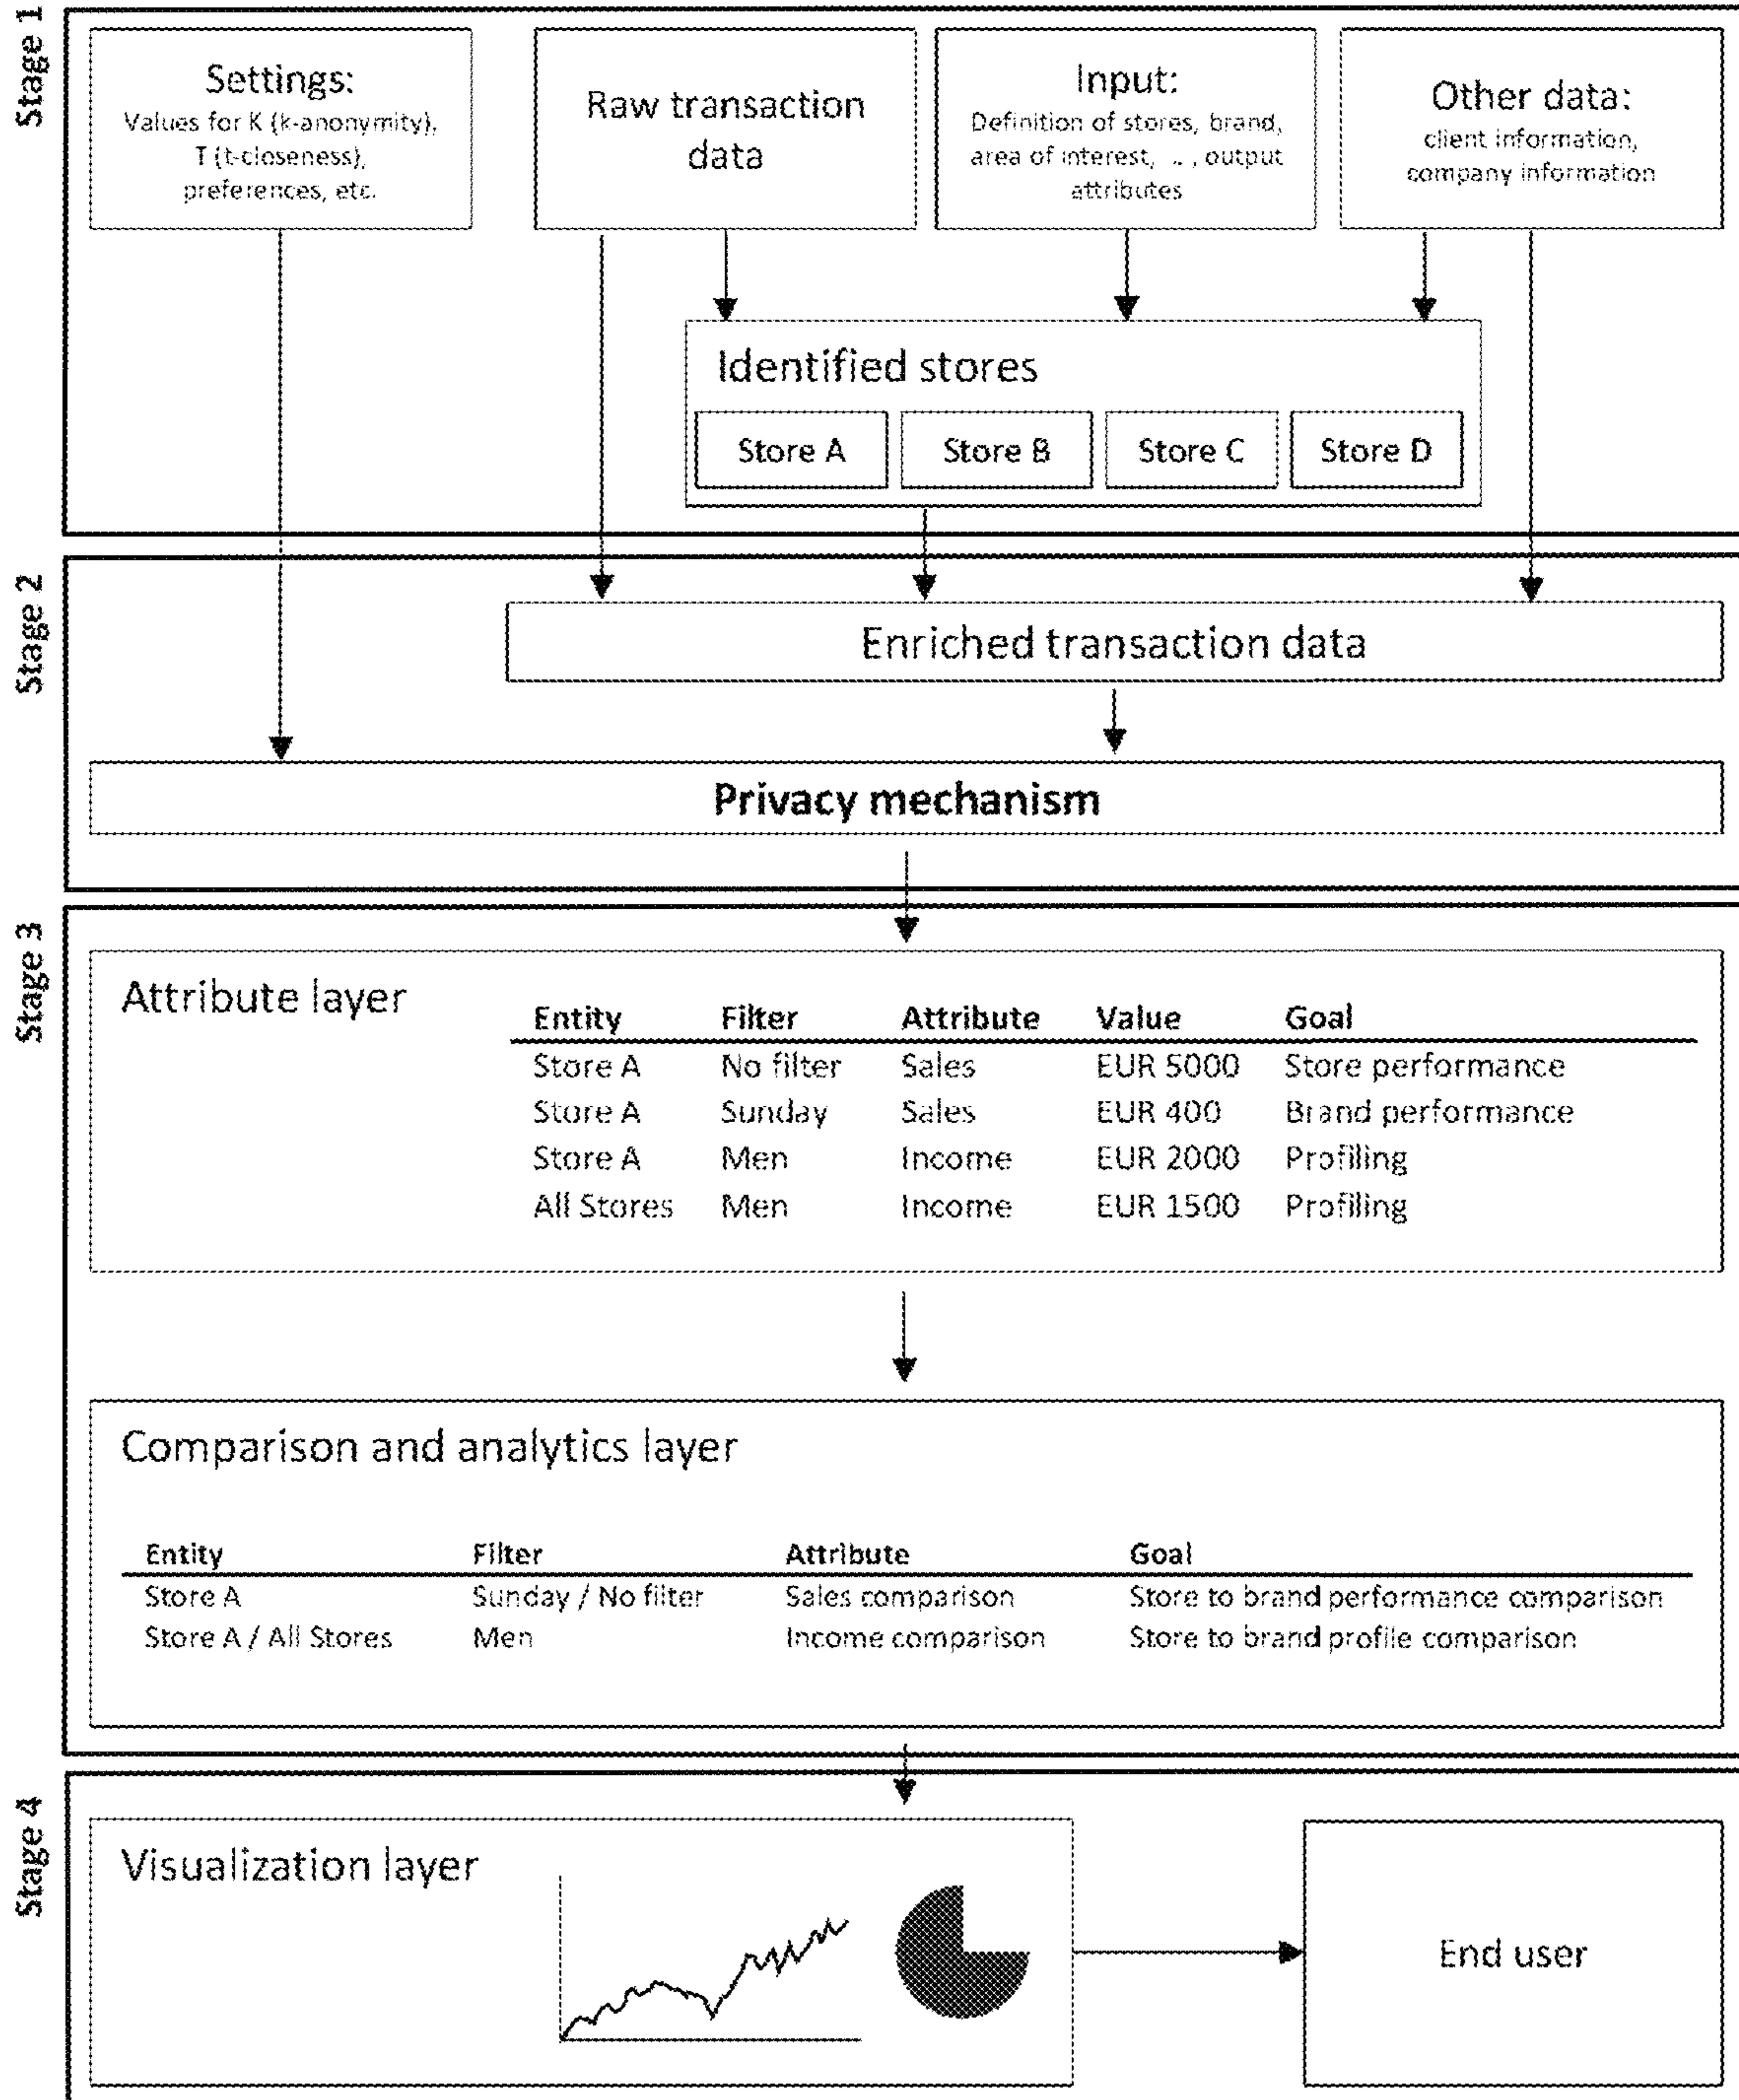 Stage 1
Settings:
Values for K (k-anonymity),
T (t-closeness),
preferences, etc.
Raw transaction
data
Input:
Definition of stores, brand,
area of interest, .. , output
attributes
Other data:
client information,
company information
Identified stores
Store A
Store B
Store C
Store D
Stage 2
Enriched transaction data
Privacy mechanism
Stage 3
Attribute layer
Entity Filter Attribute Value Goal
Store A No filter Sales EUR 5000 Store performance
Store A Sunday Sales EUR 400 Brand performance
Store A Men Income EUR 2000 Profiling
All Stores Men Income EUR 1500 Profiling
Comparison and analytics layer
Entity Filter Attribute Goal
Store A Sunday / No filter Sales comparison Store to brand performance comparison
Store A / All Stores Men Income comparison Store to brand profile comparison
Stage 4
Visualization layer
End user